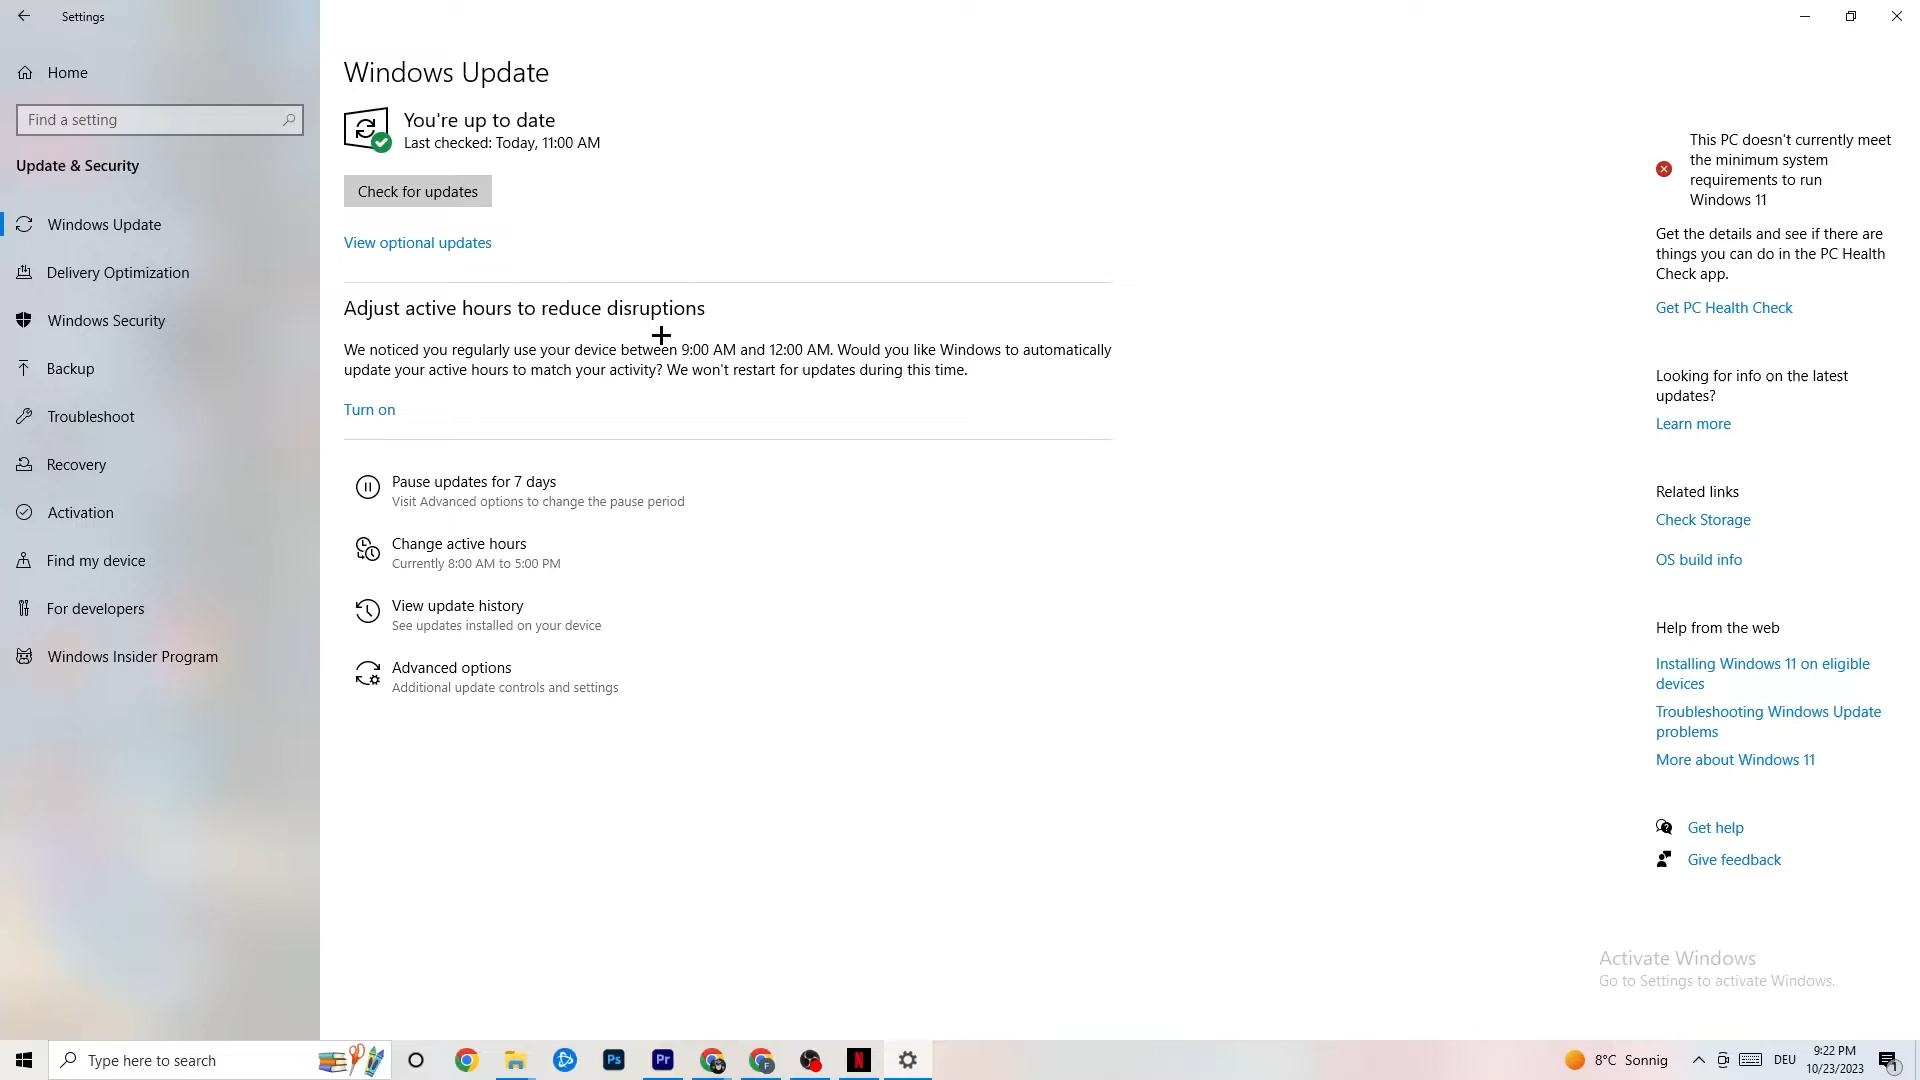 Settings
Home
Find a setting
Update & Security
Windows Update
Delivery Optimization
Windows Security
Backup
Troubleshoot
Recovery
Activation
Find my device
For developers
Windows Insider Program
Windows Update
You're up to date
Last checked: Today, 11:00 AM
Check for updates
View optional updates
Adjust active hours to reduce disruptions
We noticed you regularly use your device between 9:00 AM and 12:00 AM. Would you like Windows to automatically
update your active hours to match your activity? We won't restart for updates during this time.
Turn on
Pause updates for 7 days
Visit Advanced options to change the pause period
Change active hours
Currently 8:00 AM to 5:00 PM
View update history
See updates installed on your device
Advanced options
Additional update controls and settings
This PC doesn't currently meet
the minimum system
requirements to run
Windows 11
Get the details and see if there are
things you can do in the PC Health
Check app.
Get PC Health Check
Looking for info on the latest
updates?
Learn more
Related links
Check Storage
OS build info
Help from the web
Installing Windows 11 on eligible
devices
Troubleshooting Windows Update
problems
More about Windows 11
Get help
Give feedback
Activate Windows
Go to Settings to activate Windows.
Type here to search
Ps
Pr
F
N
8°C Sonnig
DEU
9:22 PM
10/23/2023
1